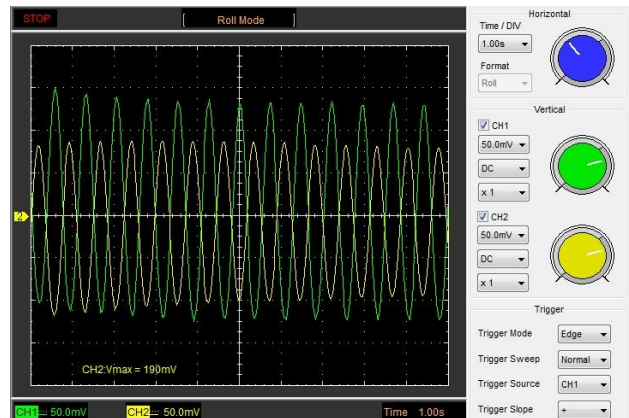 STOP
[ Roll Mode ]
Horizontal
Time / DIV
1.00s
Format
Roll
Vertical
CH1
50.0mV
DC
x 1
2
CH2
50.0mV
DC
x 1
Trigger
Trigger Mode Edge
Trigger Sweep Normal
Trigger Source CH1
Trigger Slope +
CH2:Vmax = 190mV
CH1 50.0mV CH2 50.0mV Time 1.00s